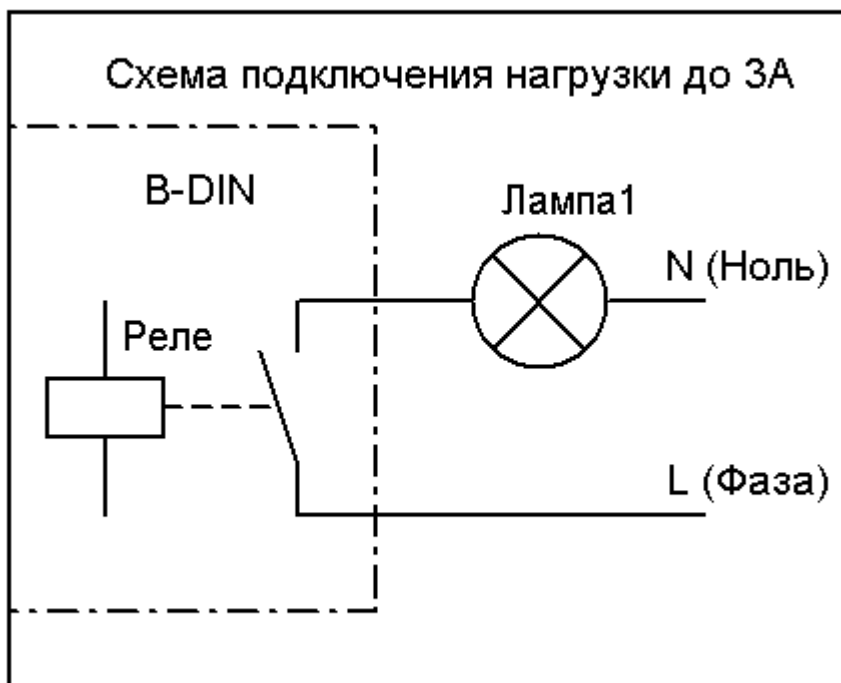 Схема подключения нагрузки до 3А
B-DIN
Лампа1
N (Ноль)
Реле
L (Фаза)